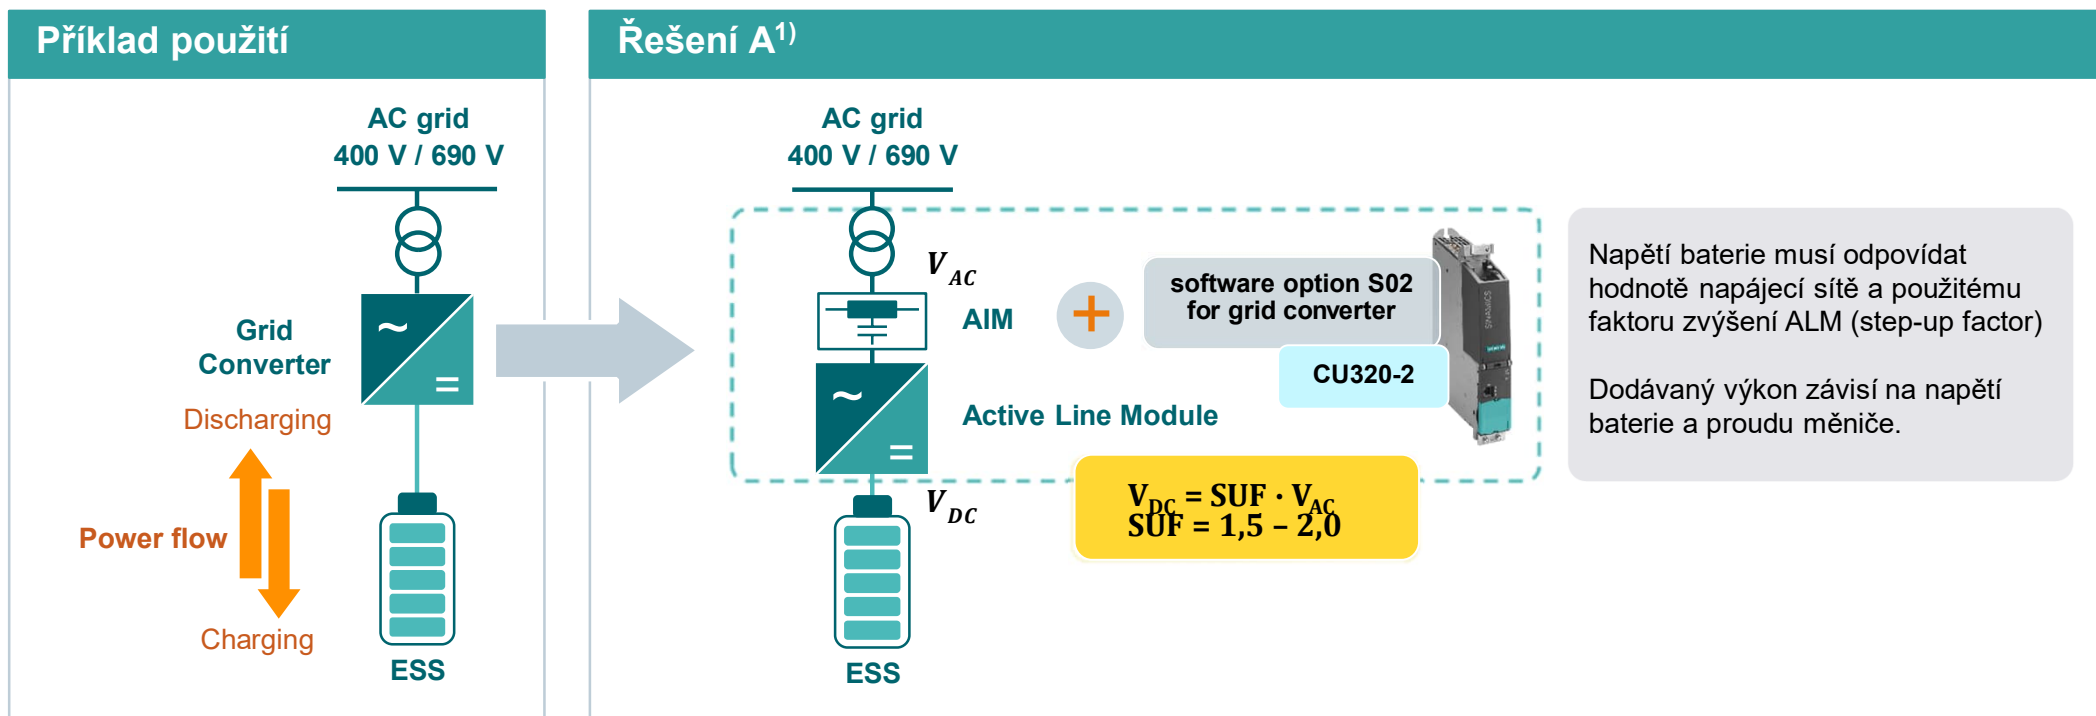 Příklad použití
AC grid
400 V / 690 V
~
=
Grid
Converter
Discharging
Power flow
Charging
ESS
Řešení A1)
AC grid
400 V / 690 V
VAC
AIM
+
software option S02
for grid converter
CU320-2
SINAMICS
~
=
Active Line Module
VDC
VDC = SUF · VAC
SUF = 1,5 – 2,0
ESS
Napětí baterie musí odpovídat
hodnotě napájecí sítě a použitému
faktoru zvýšení ALM (step-up factor)
Dodávaný výkon závisí na napětí
baterie a proudu měniče.